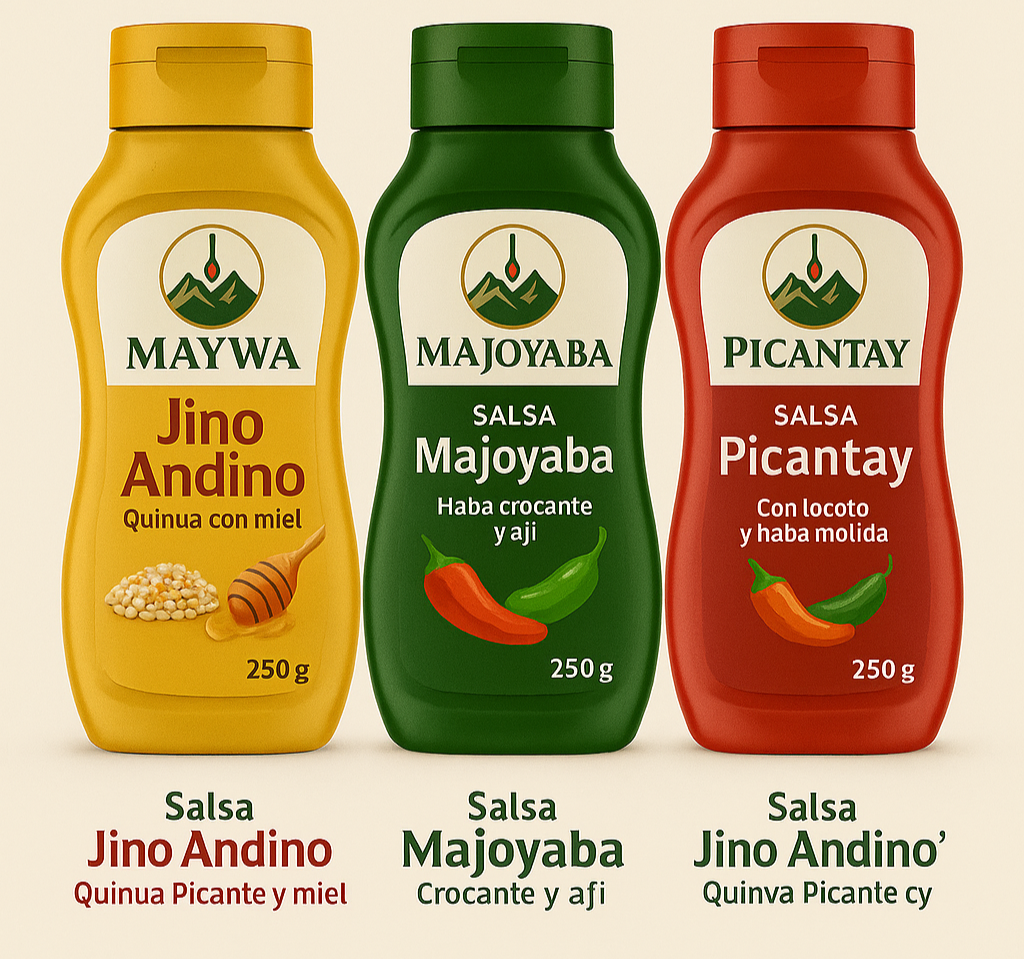 MAYWA
Jino
Andino
Quinua con miel
250 g
MAJOYABA
SALSA
Majoyaba
Haba crocante
y aji
250 g
PICANTAY
SALSA
Picantay
Con locoto
y haba molida
250 g
Salsa
Jino Andino
Quinua Picante y miel
Salsa
Majoyaba
Crocante y afi
Salsa
Jino Andino’
Quinva Picante cy